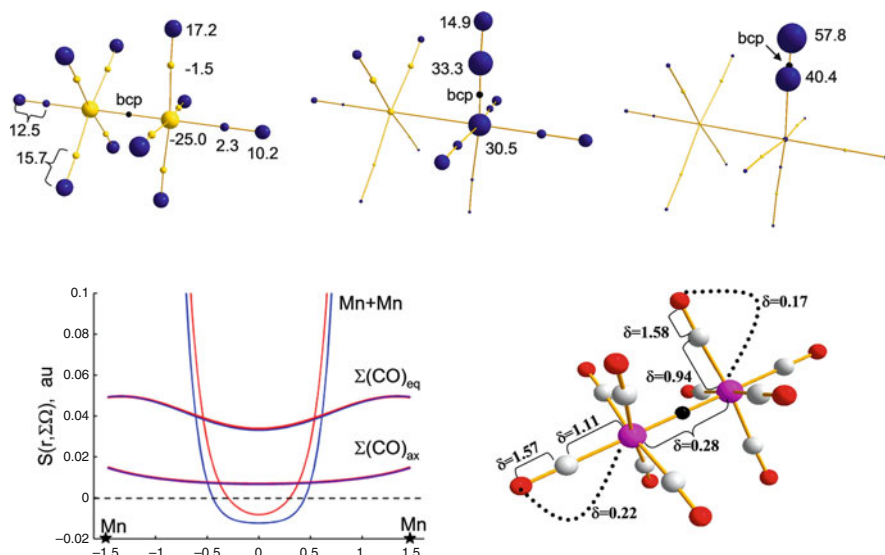 17.2
-1.5
bcp
12.5
-25.0
2.3
10.2
15.7
14.9
33.3
bcp
30.5
bcp
57.8
40.4
S(r,ΣΩ), au
0.1
0.08
0.06
0.04
0.02
0
-0.02
Mn+Mn
Σ(CO)eq
Σ(CO)ax
Mn
Mn
-1.5
-1
-0.5
0
0.5
1
1.5
δ=0.17
δ=1.58
δ=0.94
δ=1.11
δ=1.57
δ=0.28
δ=0.22